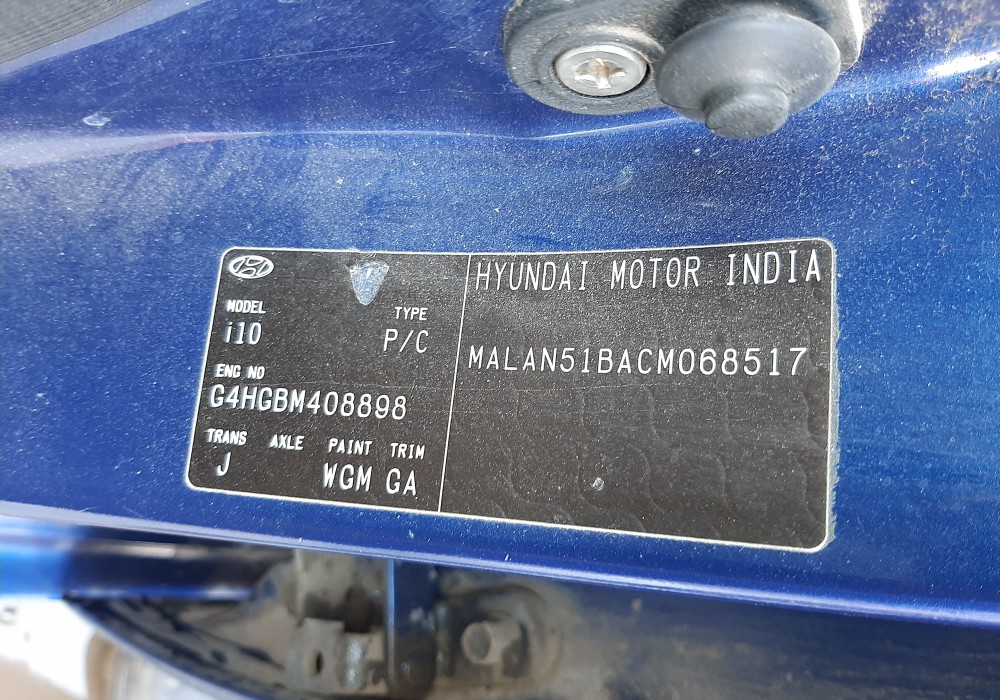 HYUNDAI MOTOR INDIA
MODEL TYPE
i10 P/C
MALAN51BACM068517
ENG NO
G4HGBM408898
TRANS AXLE PAINT TRIM
J WGM GA